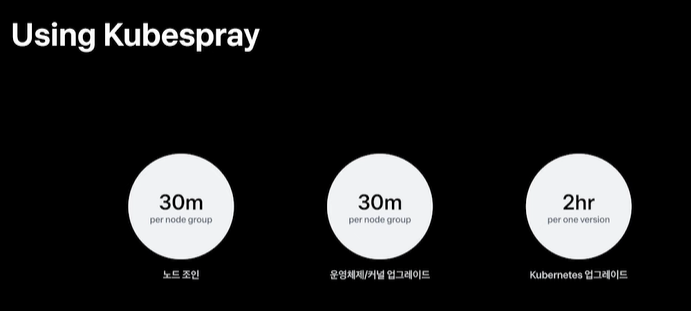 Using Kubespray
30m
per node group
노드 조인
30m
per node group
운영체제/커널 업그레이드
2hr
per one version
Kubernetes 업그레이드